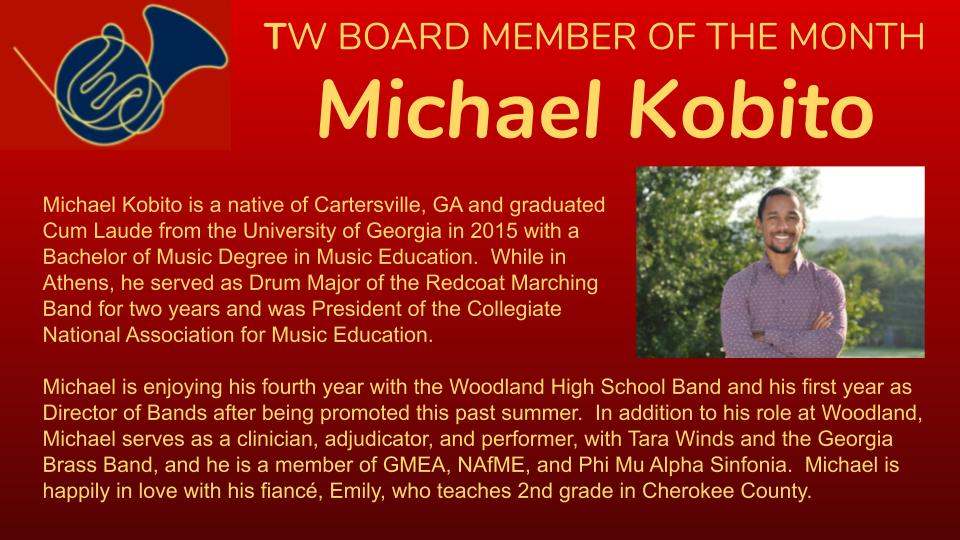 TW BOARD MEMBER OF THE MONTH
Michael Kobito
Michael Kobito is a native of Cartersville, GA and graduated
Cum Laude from the University of Georgia in 2015 with a
Bachelor of Music Degree in Music Education.  While in
Athens, he served as Drum Major of the Redcoat Marching
Band for two years and was President of the Collegiate
National Association for Music Education.
Michael is enjoying his fourth year with the Woodland High School Band and his first year as
Director of Bands after being promoted this past summer.  In addition to his role at Woodland,
Michael serves as a clinician, adjudicator, and performer, with Tara Winds and the Georgia
Brass Band, and he is a member of GMEA, NAfME, and Phi Mu Alpha Sinfonia.  Michael is
happily in love with his fiancé, Emily, who teaches 2nd grade in Cherokee County.